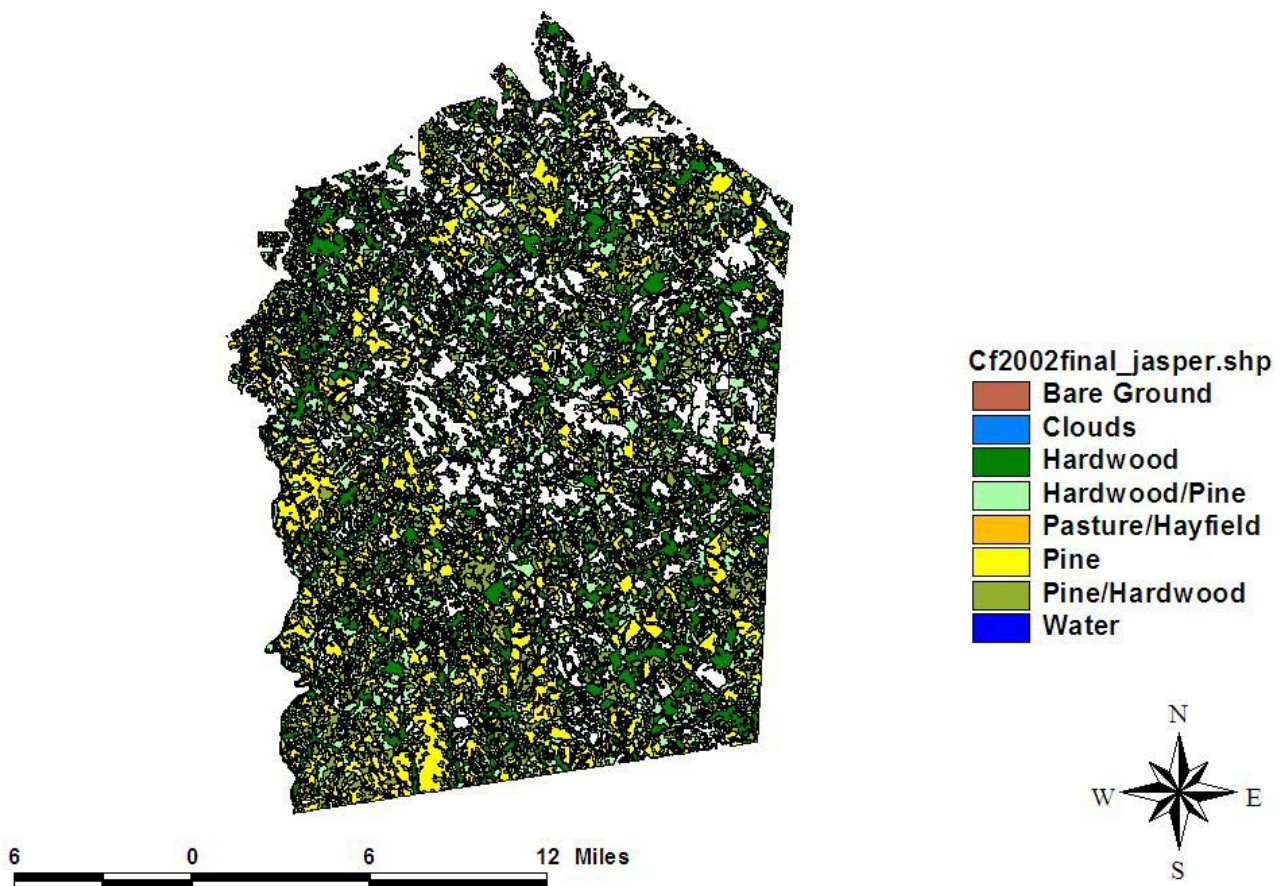 Cf2002final_jasper.shp
Bare Ground
Clouds
Hardwood
Hardwood/Pine
Pasture/Hayfield
Pine
Pine/Hardwood
Water
N
W E
S
6 0 6 12 Miles